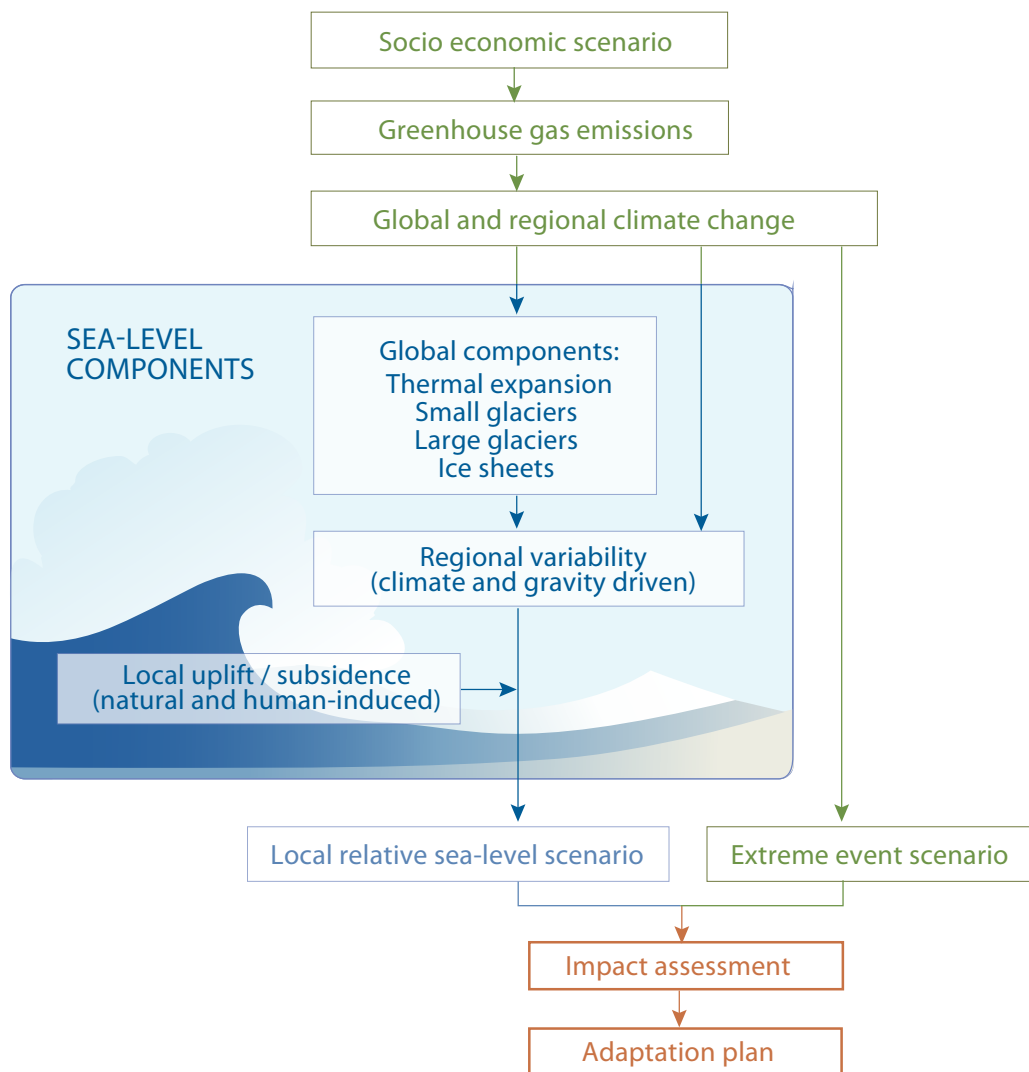 Socio economic scenario
Greenhouse gas emissions
Global and regional climate change
SEA-LEVEL
COMPONENTS
Global components:
Thermal expansion
Small glaciers
Large glaciers
Ice sheets
Regional variability
(climate and gravity driven)
Local uplift / subsidence
(natural and human-induced)
Local relative sea-level scenario
Extreme event scenario
Impact assessment
Adaptation plan